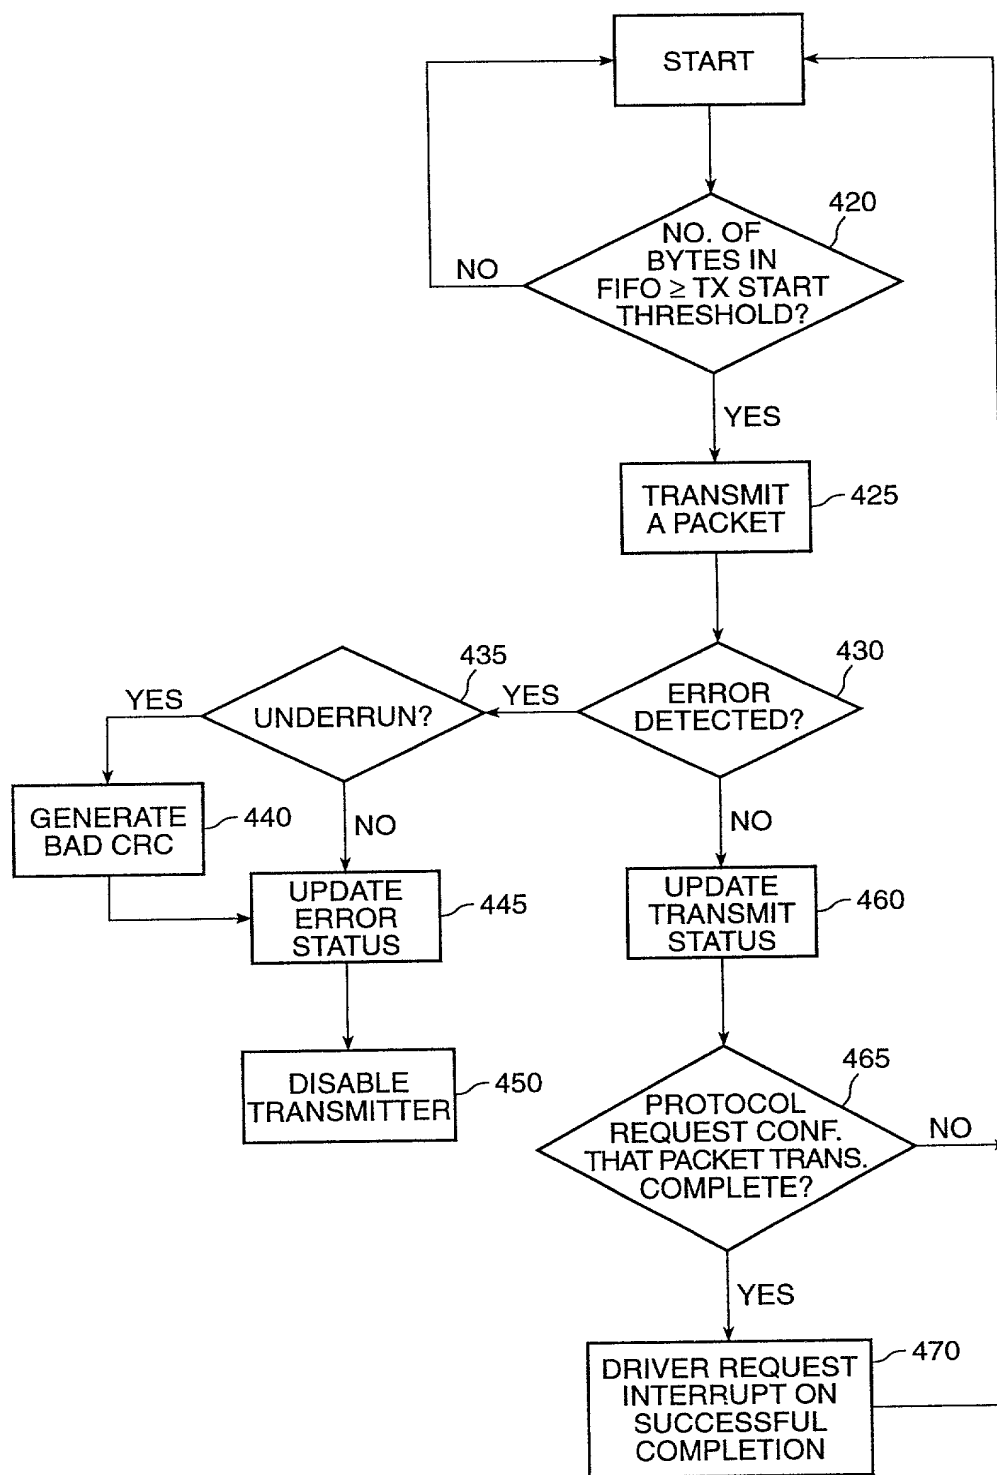 START
420
NO. OF
BYTES IN
FIFO ≥ TX START
THRESHOLD?
NO
YES
TRANSMIT
A PACKET
425
430
ERROR
DETECTED?
YES
435
UNDERRUN?
YES
GENERATE
BAD CRC
440
NO
NO
UPDATE
ERROR
STATUS
445
UPDATE
TRANSMIT
STATUS
460
DISABLE
TRANSMITTER
450
465
PROTOCOL
REQUEST CONF.
THAT PACKET TRANS.
COMPLETE?
NO
YES
DRIVER REQUEST
INTERRUPT ON
SUCCESSFUL
COMPLETION
470